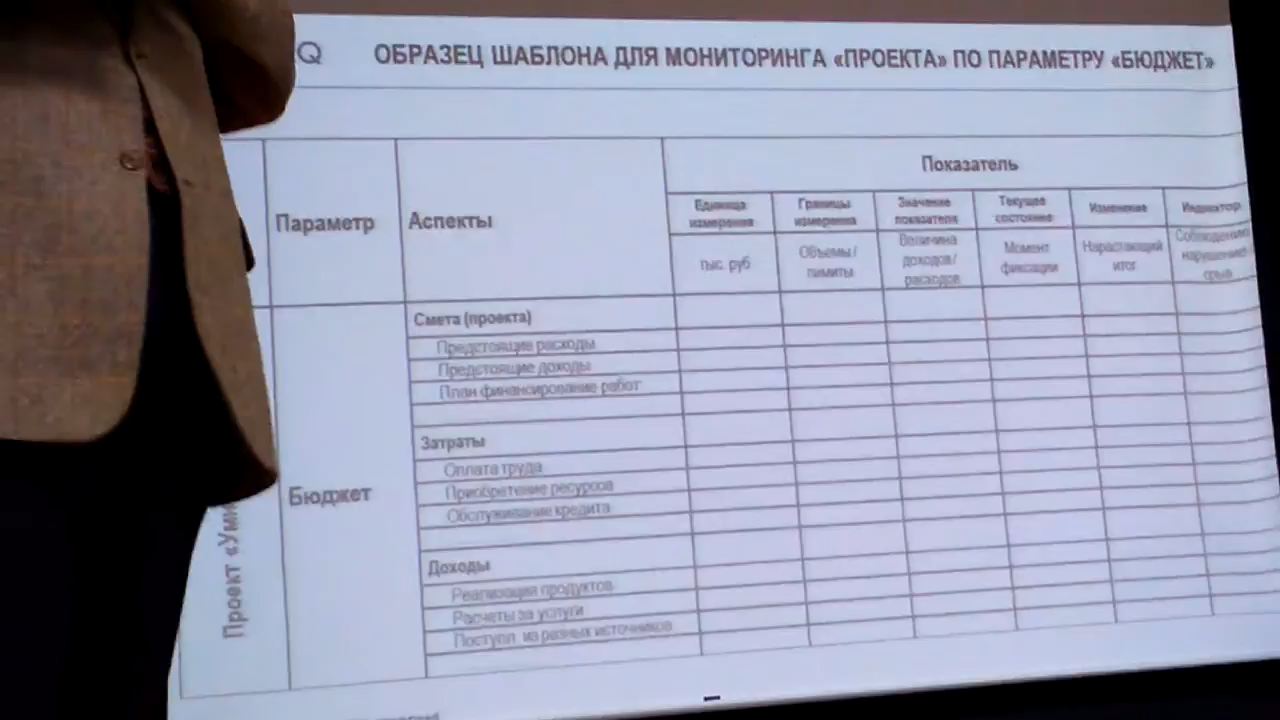 Q
ОБРАЗЕЦ ШАБЛОНА ДЛЯ МОНИТОРИНГА «ПРОЕКТА» ПО ПАРАМЕТРУ «БЮДЖЕТ»
Параметр
Аспекты
Показатель
Единица
измерения
Границы
измерения
Значение
показателя
Текущее
состояние
Изменение
Индикатор
тыс. руб
Объемы /
лимиты
Величина
доходов/
расходов
Момент
фиксации
Нарастающий
итог
Соблюдение/
нарушение/
срыв
Проект
Бюджет
Смета (проекта)
Предстоящие расходы
Предстоящие доходы
План финансирование работ
Затраты
Оплата труда
Приобретение ресурсов
Обслуживание кредита
Доходы
Реализация продуктов
Расчеты за услуги
Поступл. из разных источников